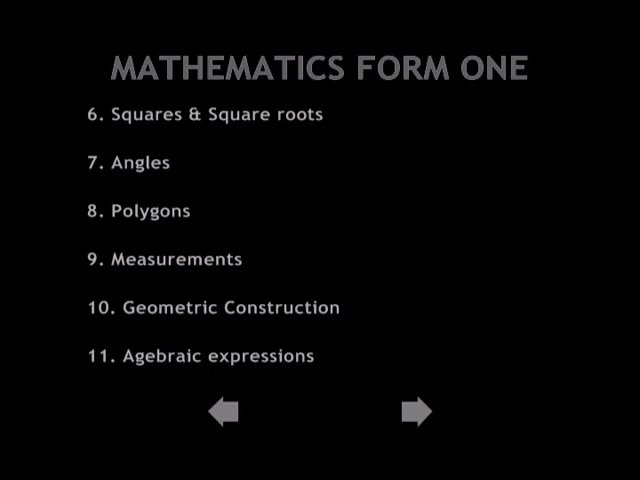 MATHEMATICS FORM ONE
6. Squares & Square roots
7. Angles
8. Polygons
9. Measurements
10. Geometric Construction
11. Agebraic expressions